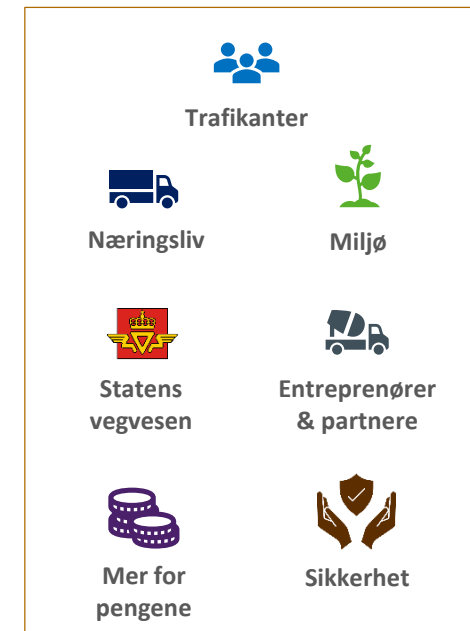 Trafikanter
Næringsliv
Miljø
Statens
vegvesen
Entreprenører
& partnere
Mer for
pengene
Sikkerhet